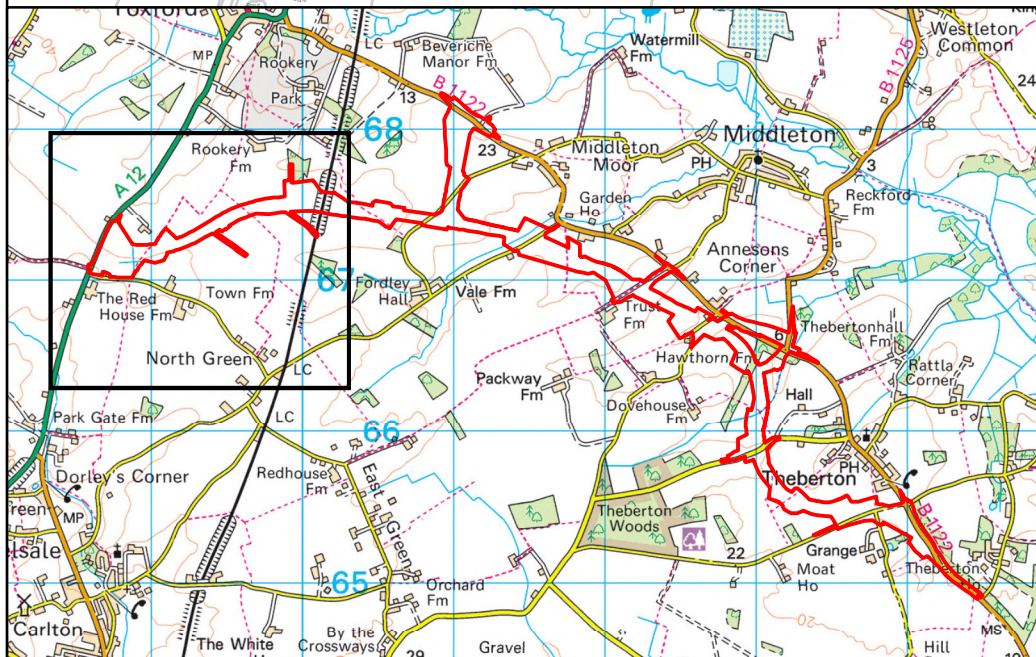 Yoxford
MP
Rookery
Park
LC
Beveriche
Manor Fm
13
B 1122
Watermill
Fm
B 1125
Westleton
Common
24
68
23
Middleton
Moor
PH
Middleton
3
Reckford
Fm
A 12
Rookery
Fm
Garden
Ho
Annesons
Corner
67
Fordley
Hall
Vale Fm
The Red
House Fm
Town Fm
Trust
Fm
6
Thebertonhall
Fm
North Green
LC
Hawthorn Fm
Rattla
Corner
Packway
Fm
Hall
Dovehouse
Fm
Park Gate Fm
LC
66
Dorley's Corner
Redhouse
Fm
East Green
PH
Theberton
MP
Theberton
Woods
B 1122
22
Grange
Moat
Ho
Theberton
Ho
65
Orchard
Fm
MS
Carlton
The White
By the
Crossways
29
Gravel
Hill